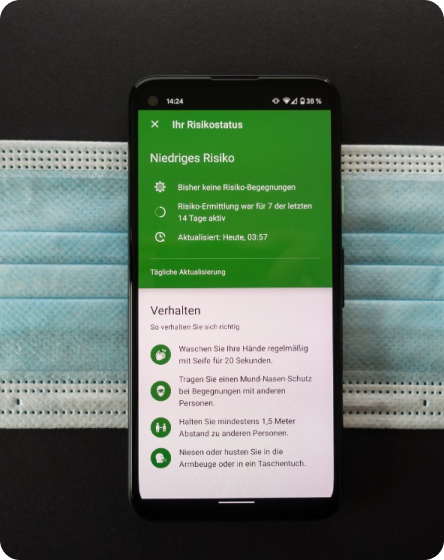 14:24
38 %
Ihr Risikostatus
Niedriges Risiko
Bisher keine Risiko-Begegnungen
Risiko-Ermittlung war für 7 der letzten
14 Tage aktiv
Aktualisiert: Heute, 03:57
Tägliche Aktualisierung
Verhalten
So verhalten Sie sich richtig
Waschen Sie Ihre Hände regelmäßig
mit Seife für 20 Sekunden.
Tragen Sie einen Mund-Nasen-Schutz
bei Begegnungen mit anderen
Personen.
Halten Sie mindestens 1,5 Meter
Abstand zu anderen Personen.
Niesen oder husten Sie in die
Armbeuge oder in ein Taschentuch.